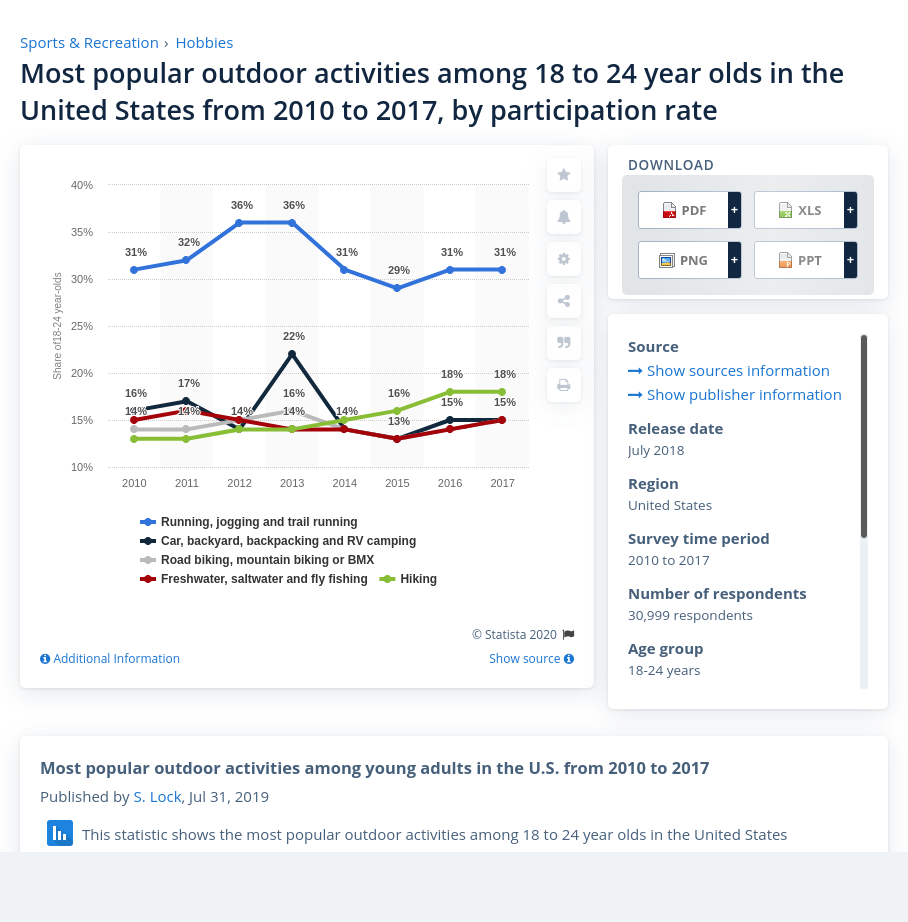 Sports & Recreation › Hobbies
Most popular outdoor activities among 18 to 24 year olds in the
United States from 2010 to 2017, by participation rate
DOWNLOAD
PDF +
XLS +
PNG +
PPT +
Share of18-24 year-olds
40%
35%
30%
25%
20%
15%
10%
31% 32% 36% 36% 31% 29% 31% 31%
22%
16% 17% 16% 16% 18% 18%
14% 14% 14% 14% 14% 13% 15% 15%
2010 2011 2012 2013 2014 2015 2016 2017
Running, jogging and trail running
Car, backyard, backpacking and RV camping
Road biking, mountain biking or BMX
Freshwater, saltwater and fly fishing Hiking
© Statista 2020
Additional Information
Show source
Source
Show sources information
Show publisher information
Release date
July 2018
Region
United States
Survey time period
2010 to 2017
Number of respondents
30,999 respondents
Age group
18-24 years
Most popular outdoor activities among young adults in the U.S. from 2010 to 2017
Published by S. Lock, Jul 31, 2019
This statistic shows the most popular outdoor activities among 18 to 24 year olds in the United States